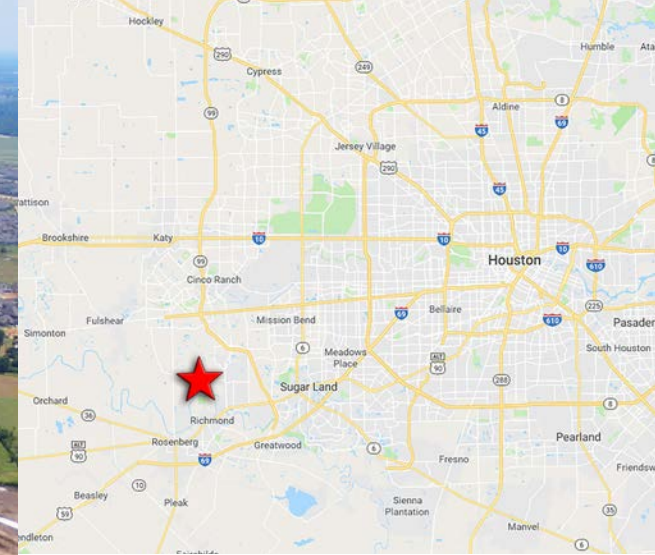 Hockley
290
Humble
249
Cypress
99
8
Aldine
69
45
Jersey Village
290
45
Brookshire
Katy
10
10
10
Houston
99
610
Cinco Ranch
225
69
Bellaire
Fulshear
Mission Bend
610
Simonton
6
Meadows
Place
South Houston
ALT
90
Sugar Land
288
Orchard
36
8
Richmond
Rosenberg
Greatwood
Pearland
ALT
90
69
6
Fresno
10
Beasley
Pleak
Sienna
Plantation
59
35
Manvel
6